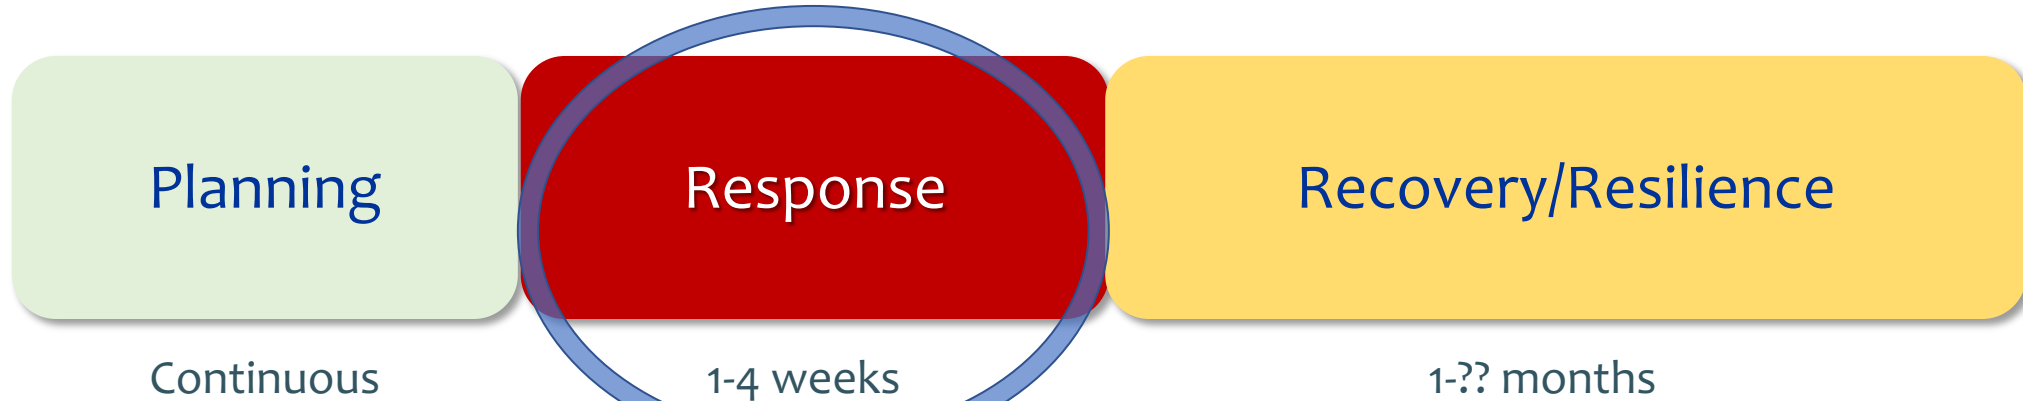 Planning
Response
Recovery/Resilience
Continuous
1-4 weeks
1-?? months